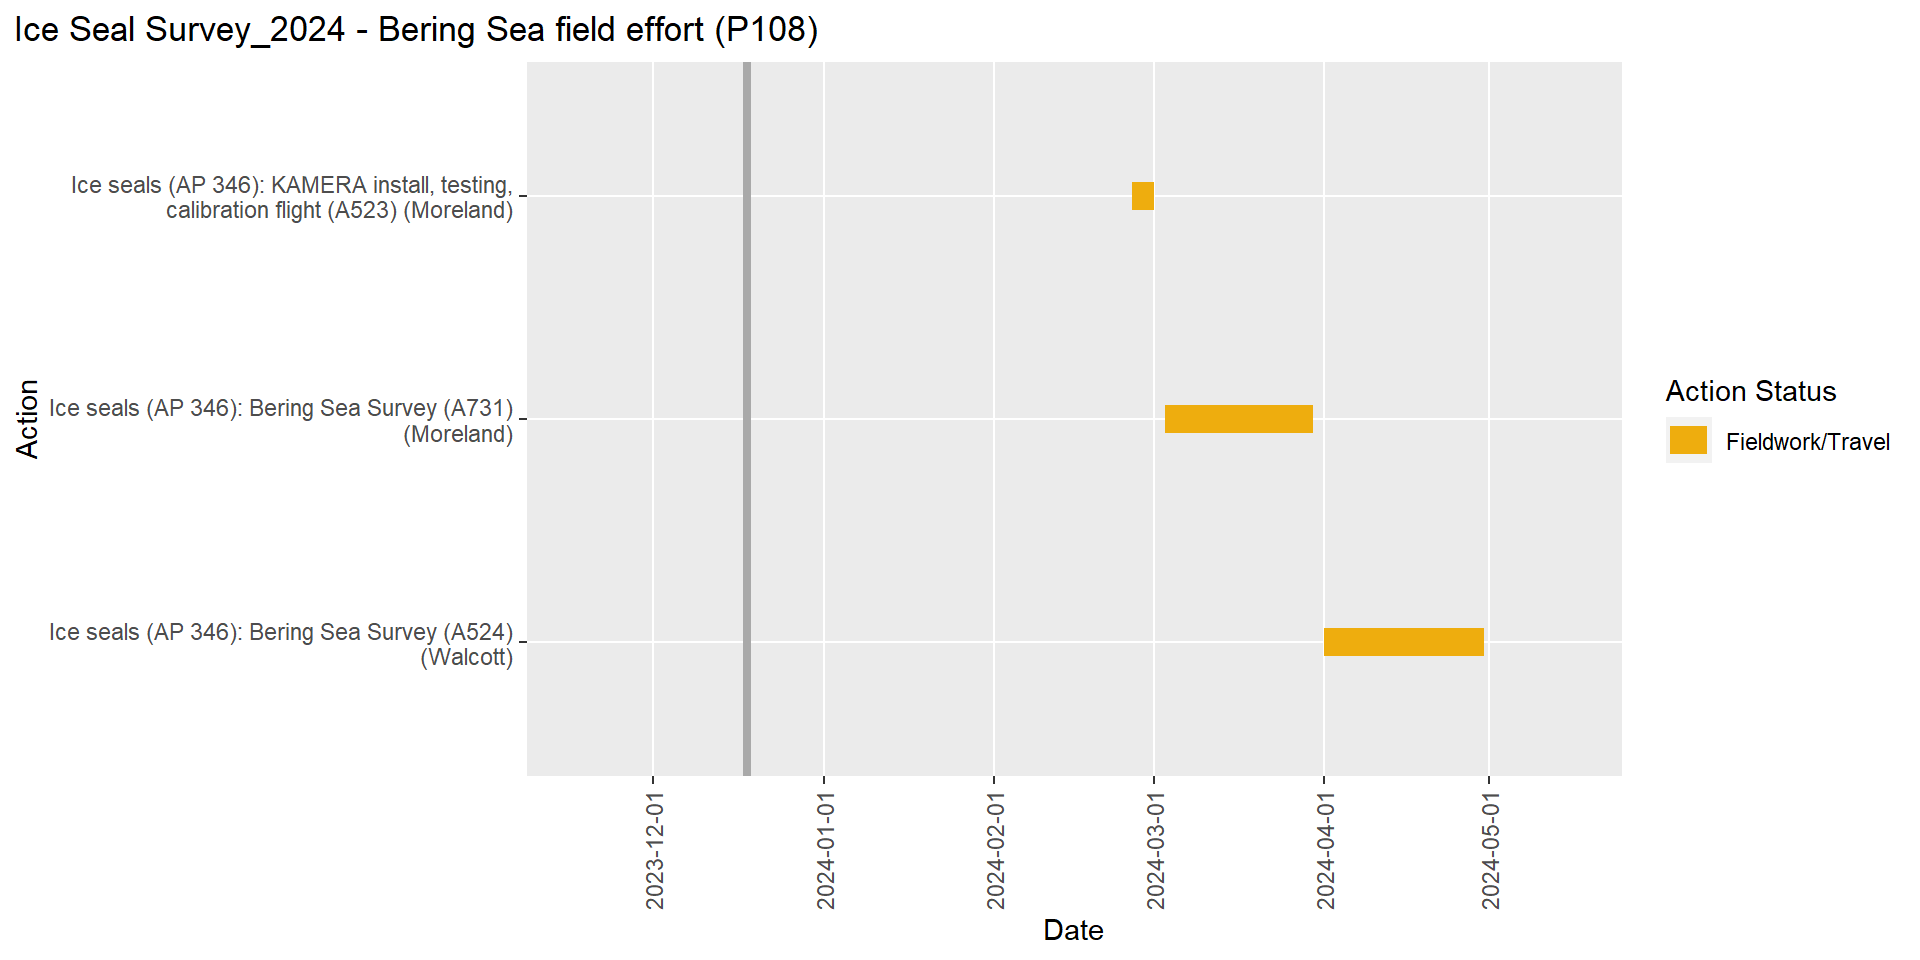 Ice Seal Survey_2024 - Bering Sea field effort (P108)
Ice seals (AP 346): KAMERA install, testing,
calibration flight (A523) (Moreland)
Ice seals (AP 346): Bering Sea Survey (A731)
(Moreland)
Ice seals (AP 346): Bering Sea Survey (A524)
(Walcott)
Action
2023-12-01
2024-01-01
2024-02-01
2024-03-01
2024-04-01
2024-05-01
Date
Action Status
Fieldwork/Travel